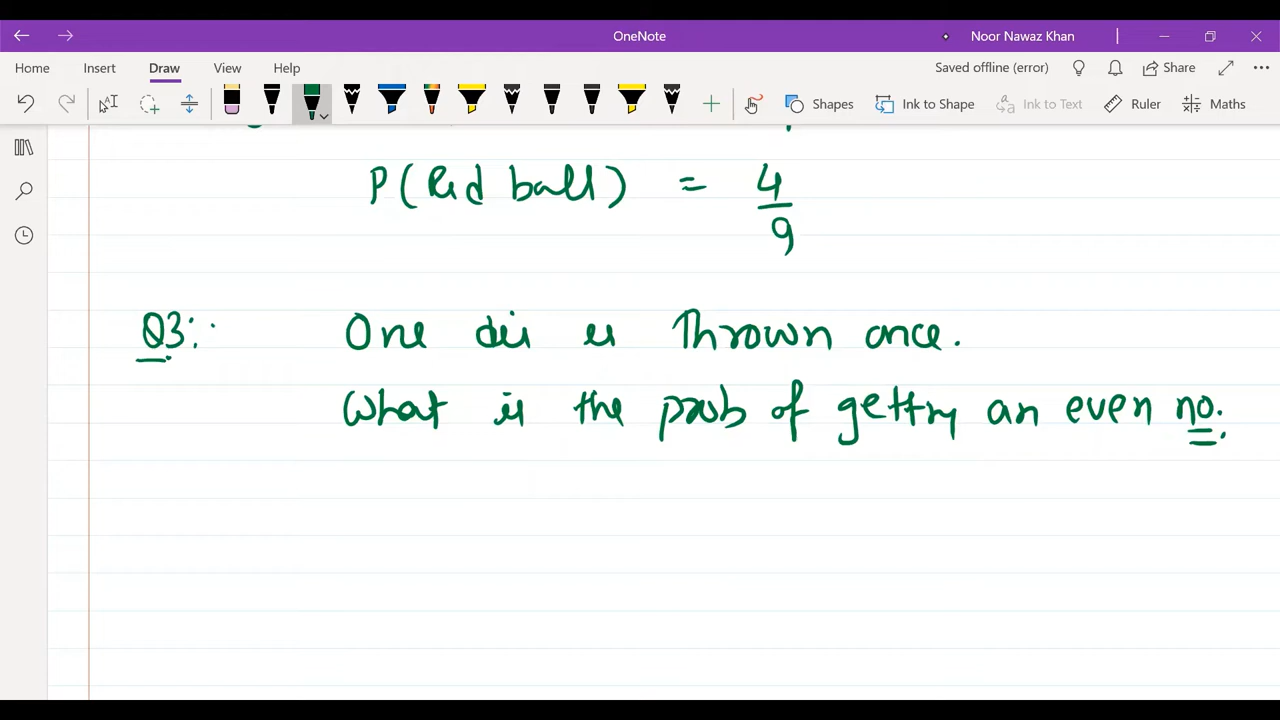 OneNote
Noor Nawaz Khan
Home Insert Draw View Help
Saved offline (error)
Share
Shapes
Ink to Shape
Ink to Text
Ruler
Maths
P(Red ball) = 4/9
Q3:
One die is thrown once.
What is the prob of getting an even no.